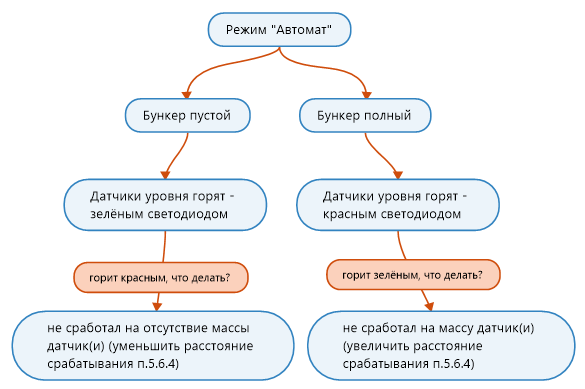 Режим "Автомат"
Бункер пустой
Бункер полный
Датчики уровня горят -
зелёным светодиодом
Датчики уровня горят -
красным светодиодом
горит красным, что делать?
горит зелёным, что делать?
не сработал на отсутствие массы
датчик(и) (уменьшить расстояние
срабатывания п.5.6.4)
не сработал на массу датчик(и)
(увеличить расстояние
срабатывания п.5.6.4)